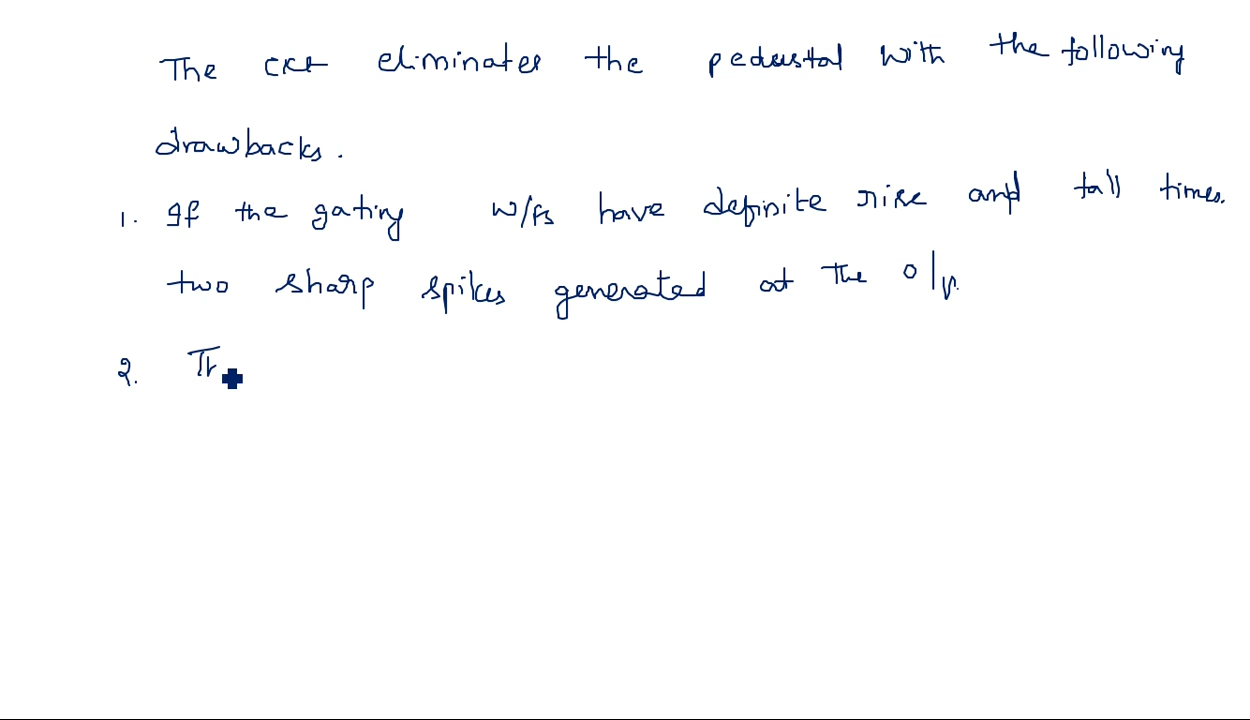 The ckt eliminates the pedestal with the following
drawbacks.
1. If the gating w/fs have definite rise and fall times.
two sharp spikes generated at the o/p.
2. Th